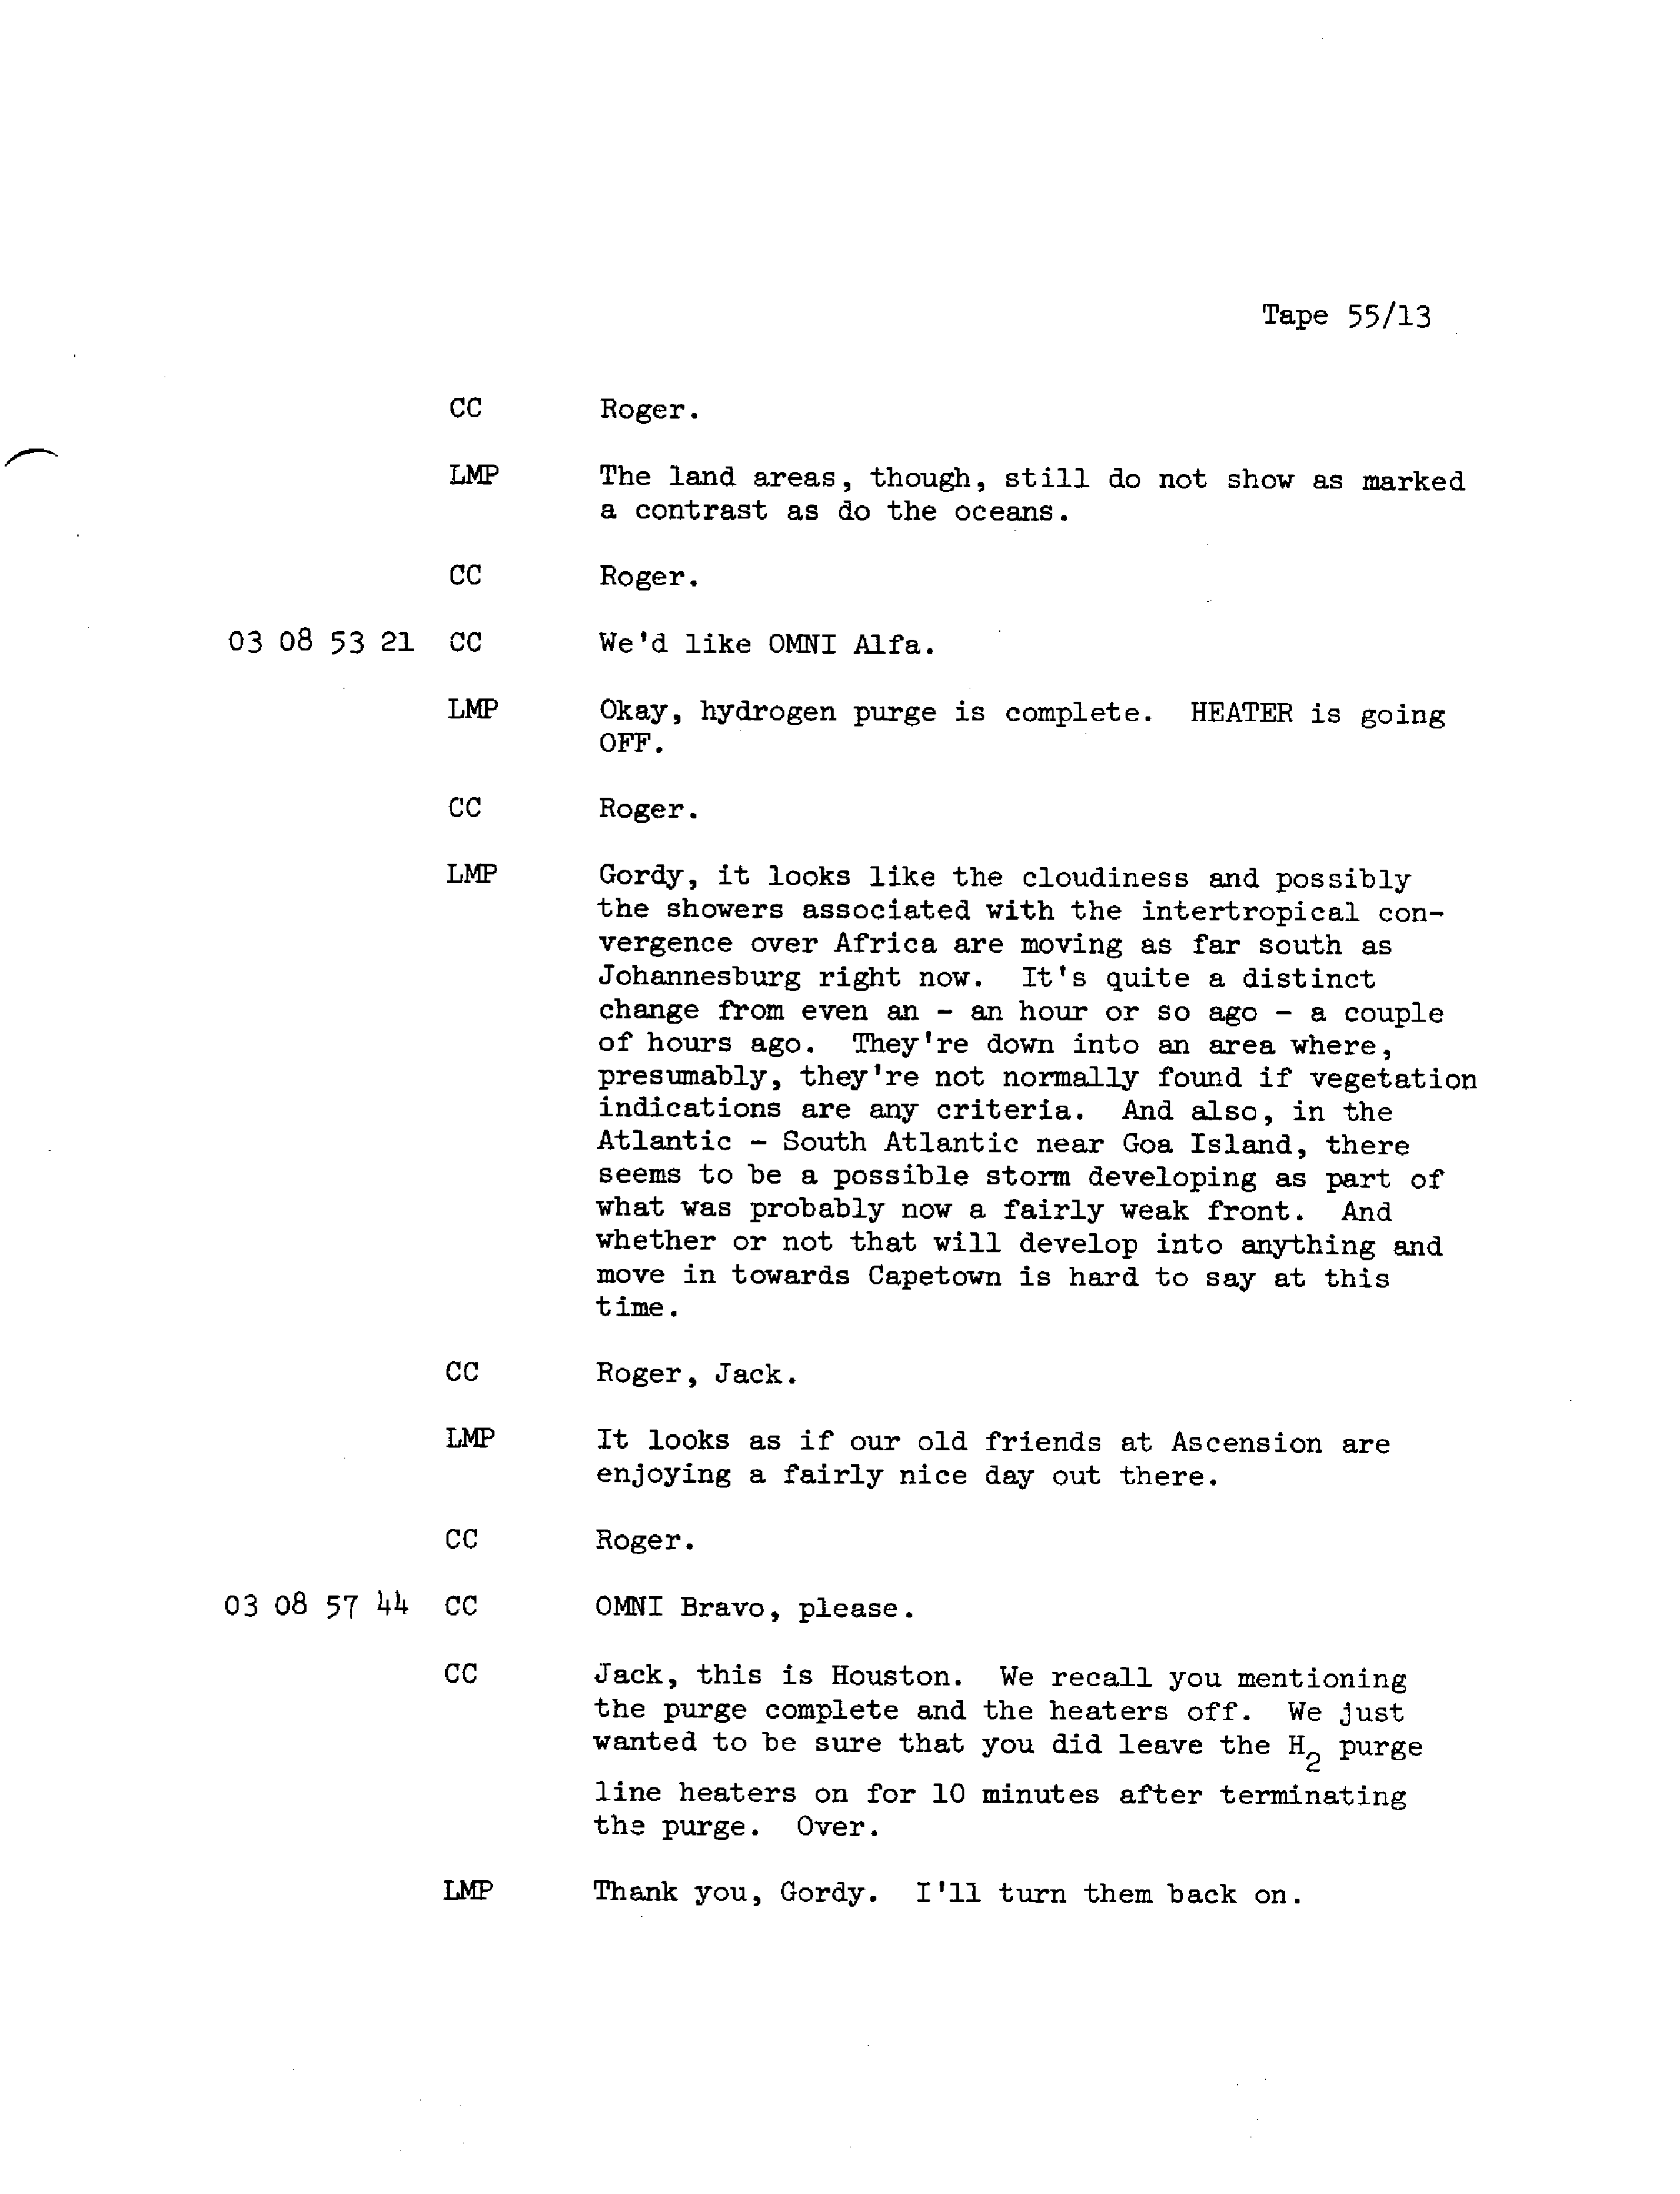 Tape 55/13
CC Roger.
LMP The land areas, though, still do not show as marked
a contrast as do the oceans.
CC Roger.
03 08 53 21 CC We'd like OMNI Alfa.
LMP Okay, hydrogen purge is complete. HEATER is going
OFF.
CC Roger.
LMP Gordy, it looks like the cloudiness and possibly
the showers associated with the intertropical con-
vergence over Africa are moving as far south as
Johannesburg right now. It's quite a distinct
change from even an - an hour or so ago - a couple
of hours ago. They're down into an area where,
presumably, they're not normally found if vegetation
indications are any criteria. And also, in the
Atlantic - South Atlantic near Goa Island, there
seems to be a possible storm developing as part of
what was probably now a fairly weak front. And
whether or not that will develop into anything and
move in towards Capetown is hard to say at this
time.
CC Roger, Jack.
LMP It looks as if our old friends at Ascension are
enjoying a fairly nice day out there.
CC Roger.
03 08 57 44 CC OMNI Bravo, please.
CC Jack, this is Houston. We recall you mentioning
the purge complete and the heaters off. We just
wanted to be sure that you did leave the H2 purge
line heaters on for 10 minutes after terminating
the purge. Over.
LMP Thank you, Gordy. I'll turn them back on.